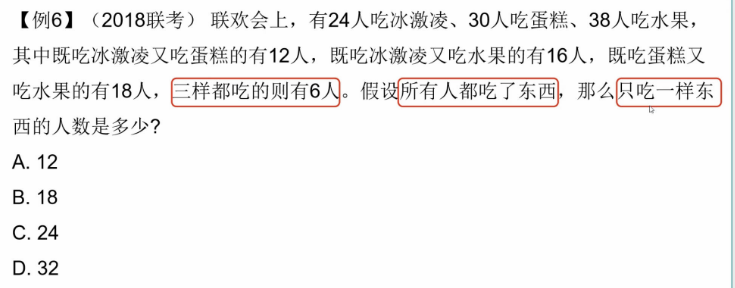 【例6】（2018联考） 联欢会上，有24人吃冰激凌、30人吃蛋糕、38人吃水果，
其中既吃冰激凌又吃蛋糕的有12人，既吃冰激凌又吃水果的有16人，既吃蛋糕又
吃水果的有18人，三样都吃的则有6人。假设所有人都吃了东西，那么只吃一样东
西的人数是多少?
A. 12
B. 18
C. 24
D. 32